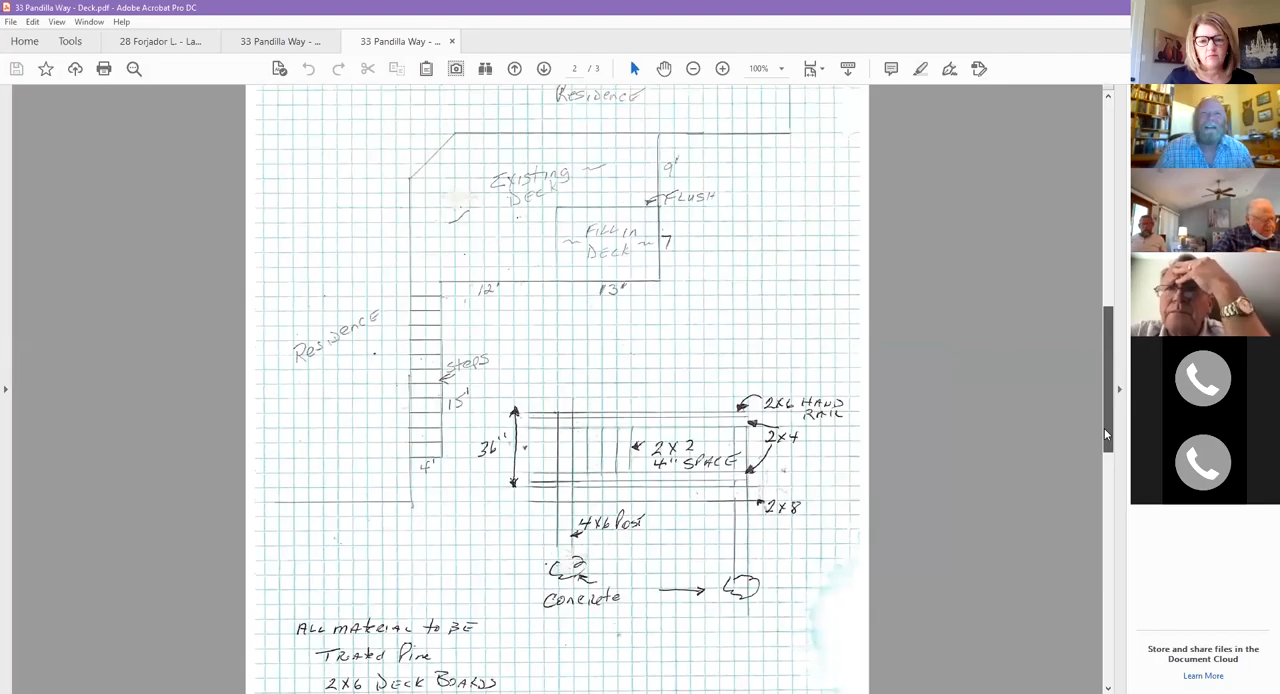 33 Pandilla Way - Deck.pdf - Adobe Acrobat Pro DC
File Edit View Window Help
Home Tools 28 Forjador L. - La... 33 Pandilla Way - ... 33 Pandilla Way - ... ×
2 / 3 100%
Residence
Existing
Deck
9'
FLUSH
FILL IN
DECK
7
12'
13'
Residence
Steps
15'
4'
36"
2x6 HAND
RAIL
2x4
2x2
4" SPACE
2x8
4x6 Post
Concrete
ALL MATERIAL to BE
Treated Pine
2x6 DECK BOARDS
Store and share files in the
Document Cloud
Learn More